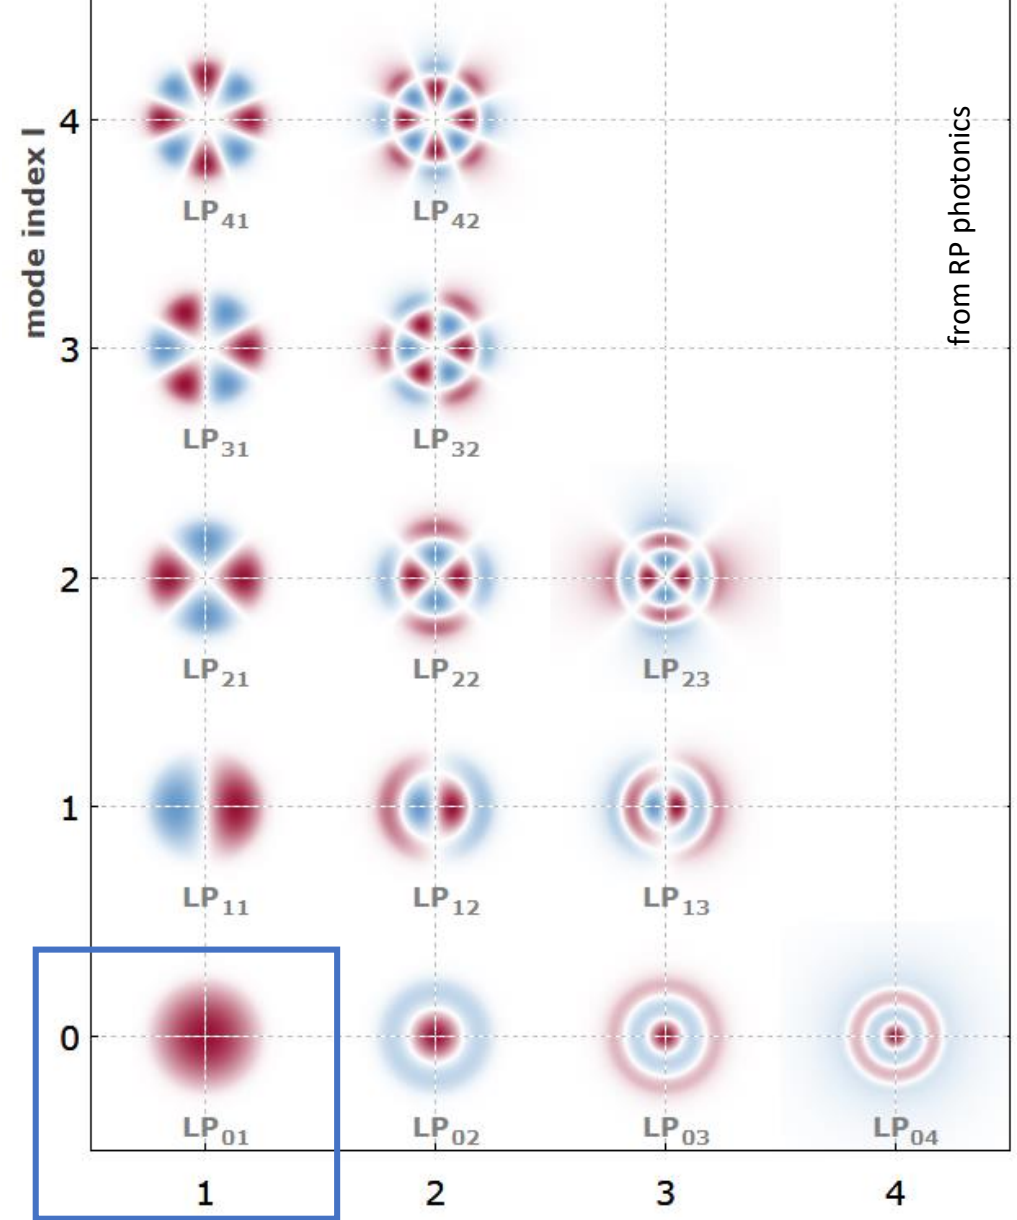 4
LP₄₁
LP₄₂
3
LP₃₁
LP₃₂
2
LP₂₁
LP₂₂
LP₂₃
1
LP₁₁
LP₁₂
LP₁₃
0
LP₀₁
LP₀₂
LP₀₃
LP₀₄
1
2
3
4
mode index l
from RP photonics